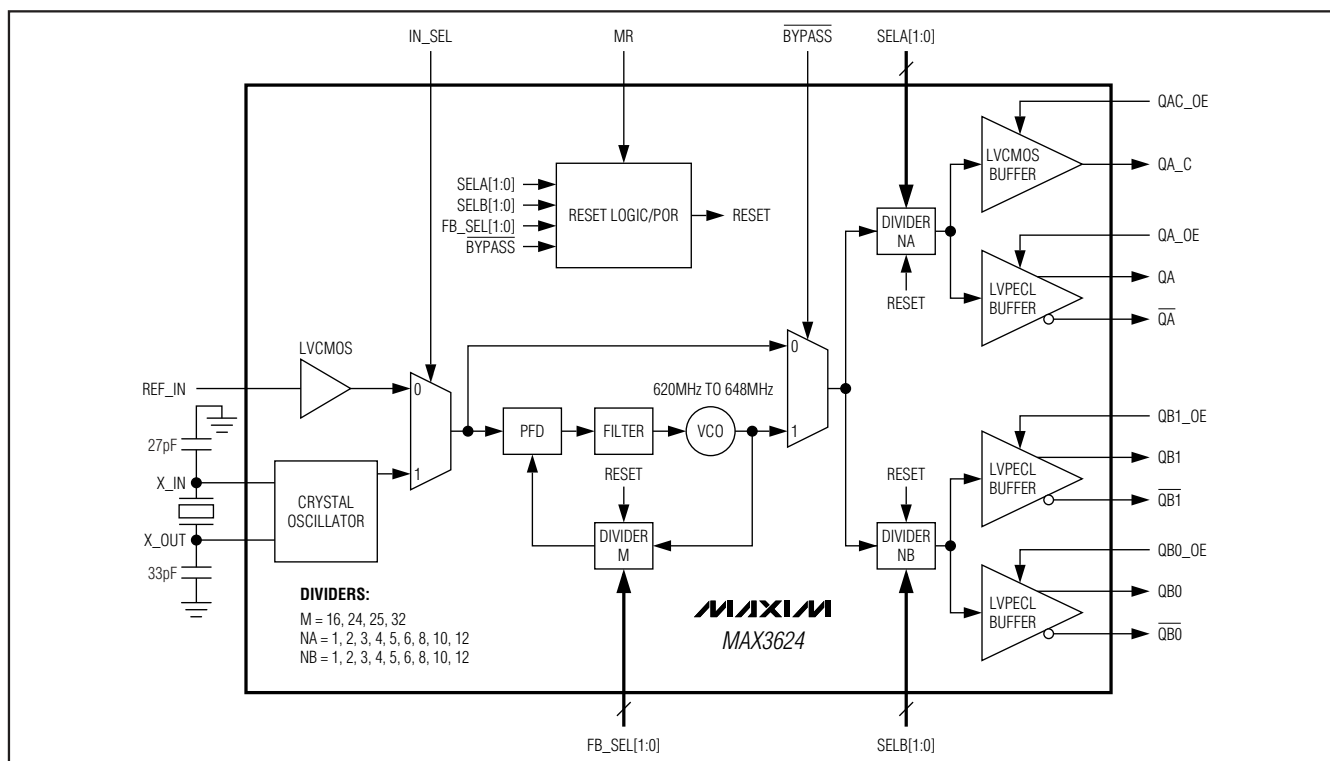 IN_SEL
MR
BYPASS
SELA[1:0]
QAC_OE
LVCMOS
BUFFER
QA_C
SELA[1:0]
SELB[1:0]
FB_SEL[1:0]
BYPASS
RESET LOGIC/POR
RESET
DIVIDER
NA
RESET
QA_OE
LVPECL
BUFFER
QA
QA
LVCMOS
REF_IN
0
1
27pF
X_IN
X_OUT
33pF
CRYSTAL
OSCILLATOR
PFD
FILTER
620MHz TO 648MHz
VCO
0
1
RESET
DIVIDER
M
RESET
DIVIDER
NB
QB1_OE
LVPECL
BUFFER
QB1
QB1
QB0_OE
LVPECL
BUFFER
QB0
QB0
DIVIDERS:
M = 16, 24, 25, 32
NA = 1, 2, 3, 4, 5, 6, 8, 10, 12
NB = 1, 2, 3, 4, 5, 6, 8, 10, 12
MAXIM
MAX3624
FB_SEL[1:0]
SELB[1:0]